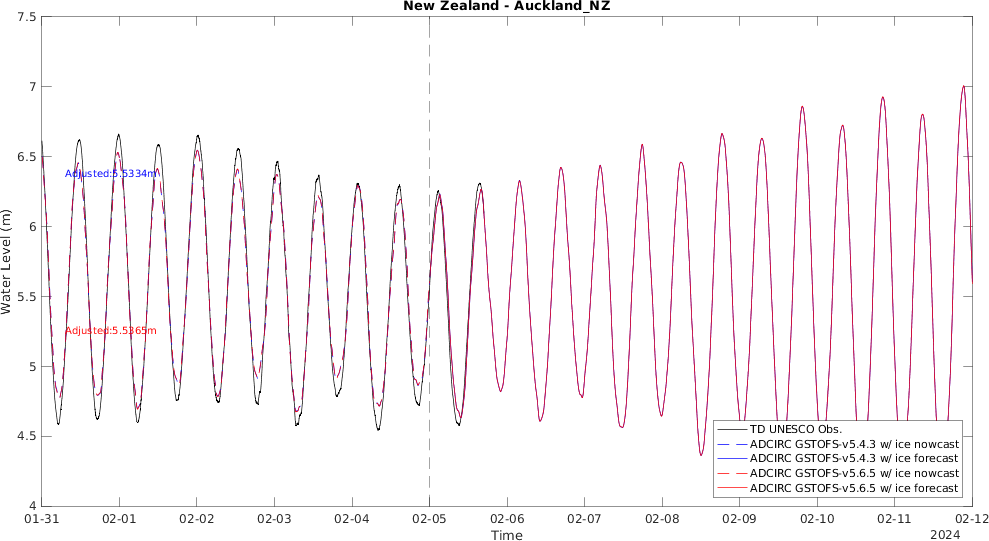 New Zealand - Auckland_NZ
7.5
7
6.5
6
5.5
5
4.5
4
Water Level (m)
Adjusted:5.5334m
Adjusted:5.5365m
TD UNESCO Obs.
ADCIRC GSTOFS-v5.4.3 w/ ice nowcast
ADCIRC GSTOFS-v5.4.3 w/ ice forecast
ADCIRC GSTOFS-v5.6.5 w/ ice nowcast
ADCIRC GSTOFS-v5.6.5 w/ ice forecast
01-31 02-01 02-02 02-03 02-04 02-05 02-06 02-07 02-08 02-09 02-10 02-11 02-12
Time
2024